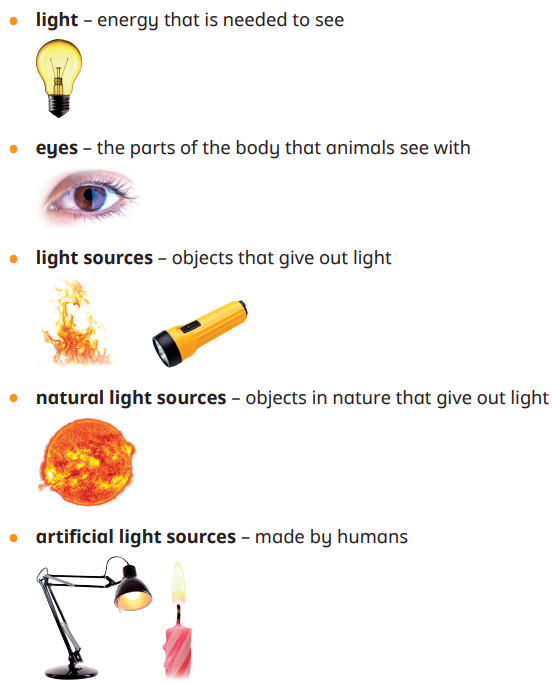 • light – energy that is needed to see
• eyes – the parts of the body that animals see with
• light sources – objects that give out light
• natural light sources – objects in nature that give out light
• artificial light sources – made by humans